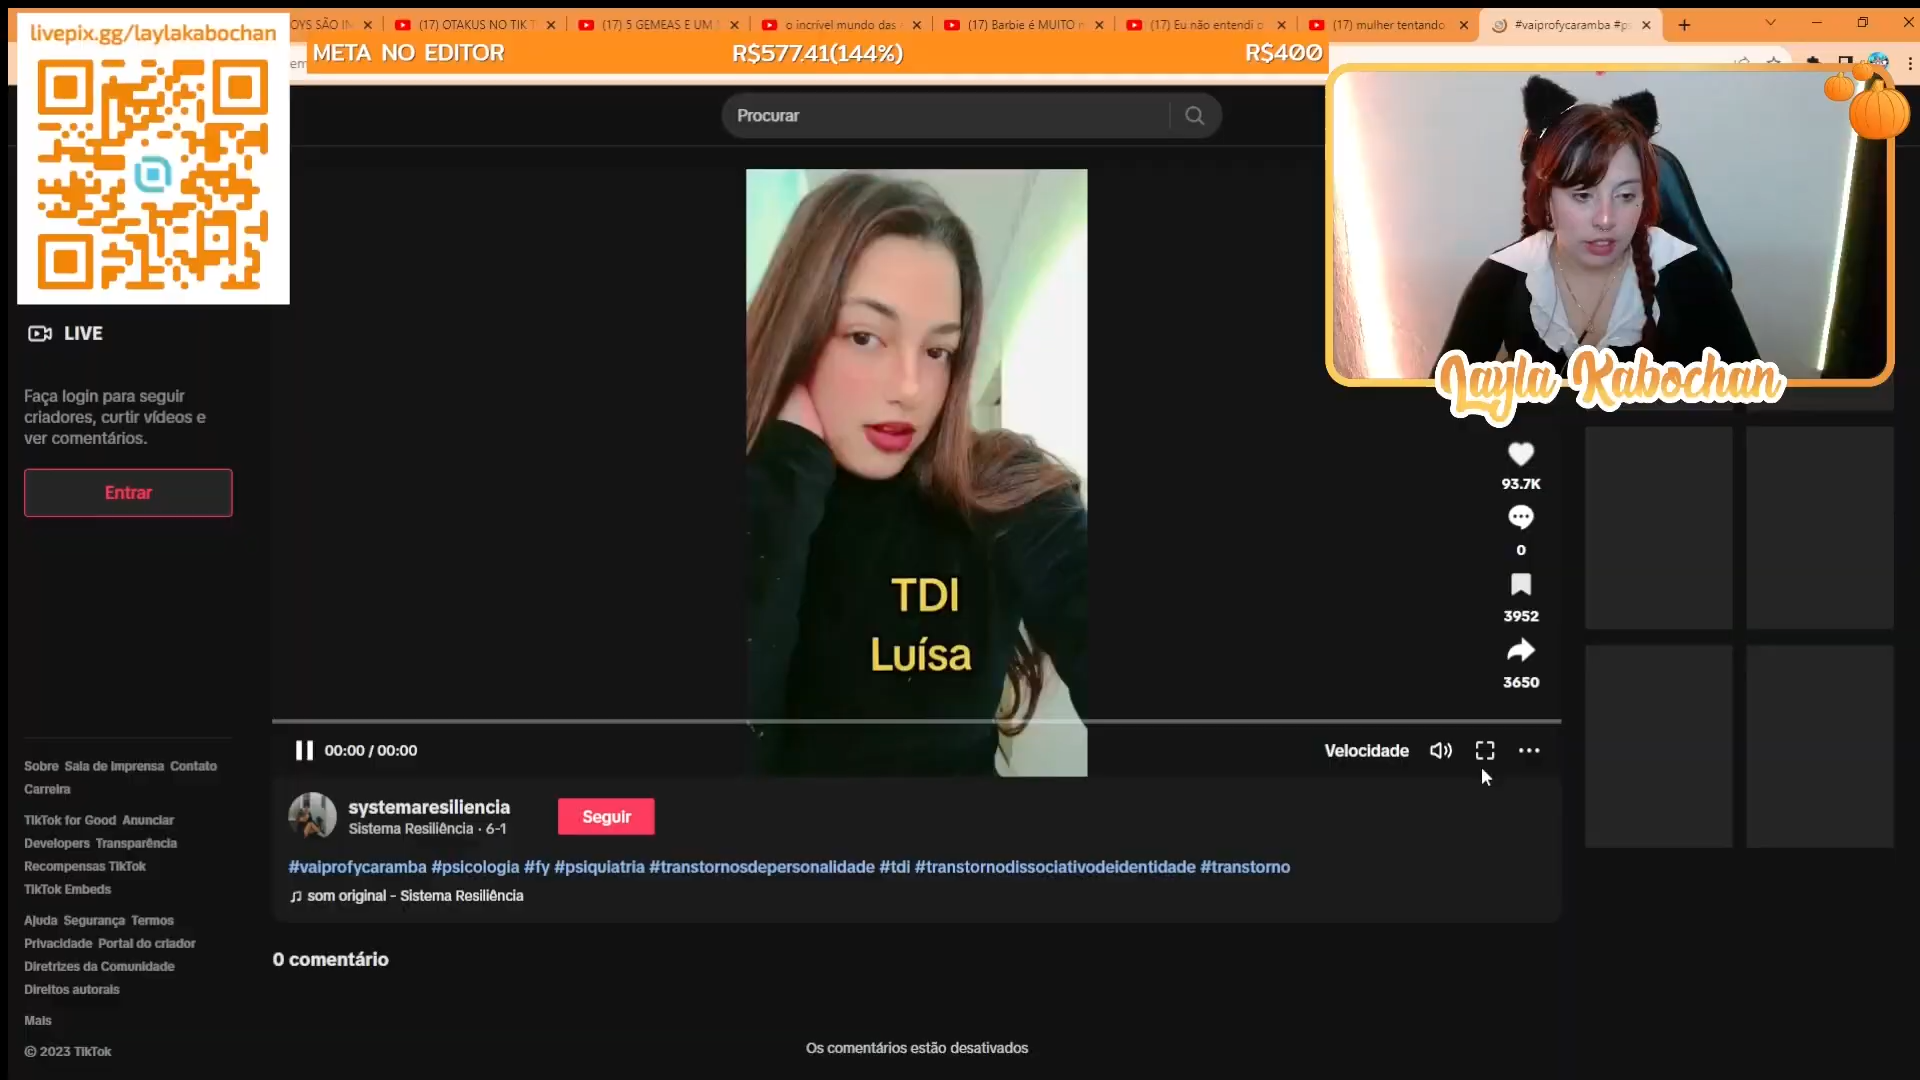 livepix.gg/laylakabochan
(17) OTAKUS NO TIK T
(17) 5 GEMEAS E UM
o incrível mundo das
(17) Barbie é MUITO
(17) Eu não entendi o
(17) mulher tentando
#vaiprofycaramba #ps
META NO EDITOR
R$577.41(144%)
R$400
Procurar
Layla Kabochan
LIVE
Faça login para seguir
criadores, curtir vídeos e
ver comentários.
Entrar
TDI
Luísa
93.7K
0
3952
3650
00:00 / 00:00
Velocidade
systemaresiliencia
Sistema Resiliência · 6-1
Seguir
#vaiprofycaramba #psicologia #fy #psiquiatria #transtornosdepersonalidade #tdi #transtornodissociativodeidentidade #transtorno
som original - Sistema Resiliência
0 comentário
Os comentários estão desativados
Sobre Sala de Imprensa Contato
Carreira
TikTok for Good Anunciar
Developers Transparência
Recompensas TikTok
TikTok Embeds
Ajuda Segurança Termos
Privacidade Portal do criador
Diretrizes da Comunidade
Direitos autorais
Mais
© 2023 TikTok